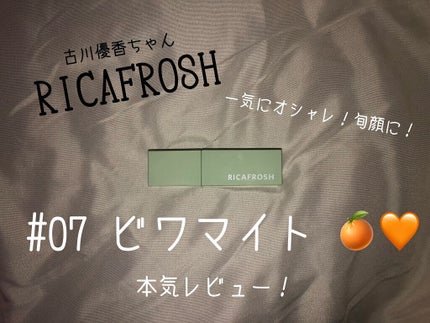 古川優香ちゃん
RICAFROSH
一気にオシャレ！旬顔に！
RICAFROSH
#07 ビワマイト 🍊🧡
本気レビュー！